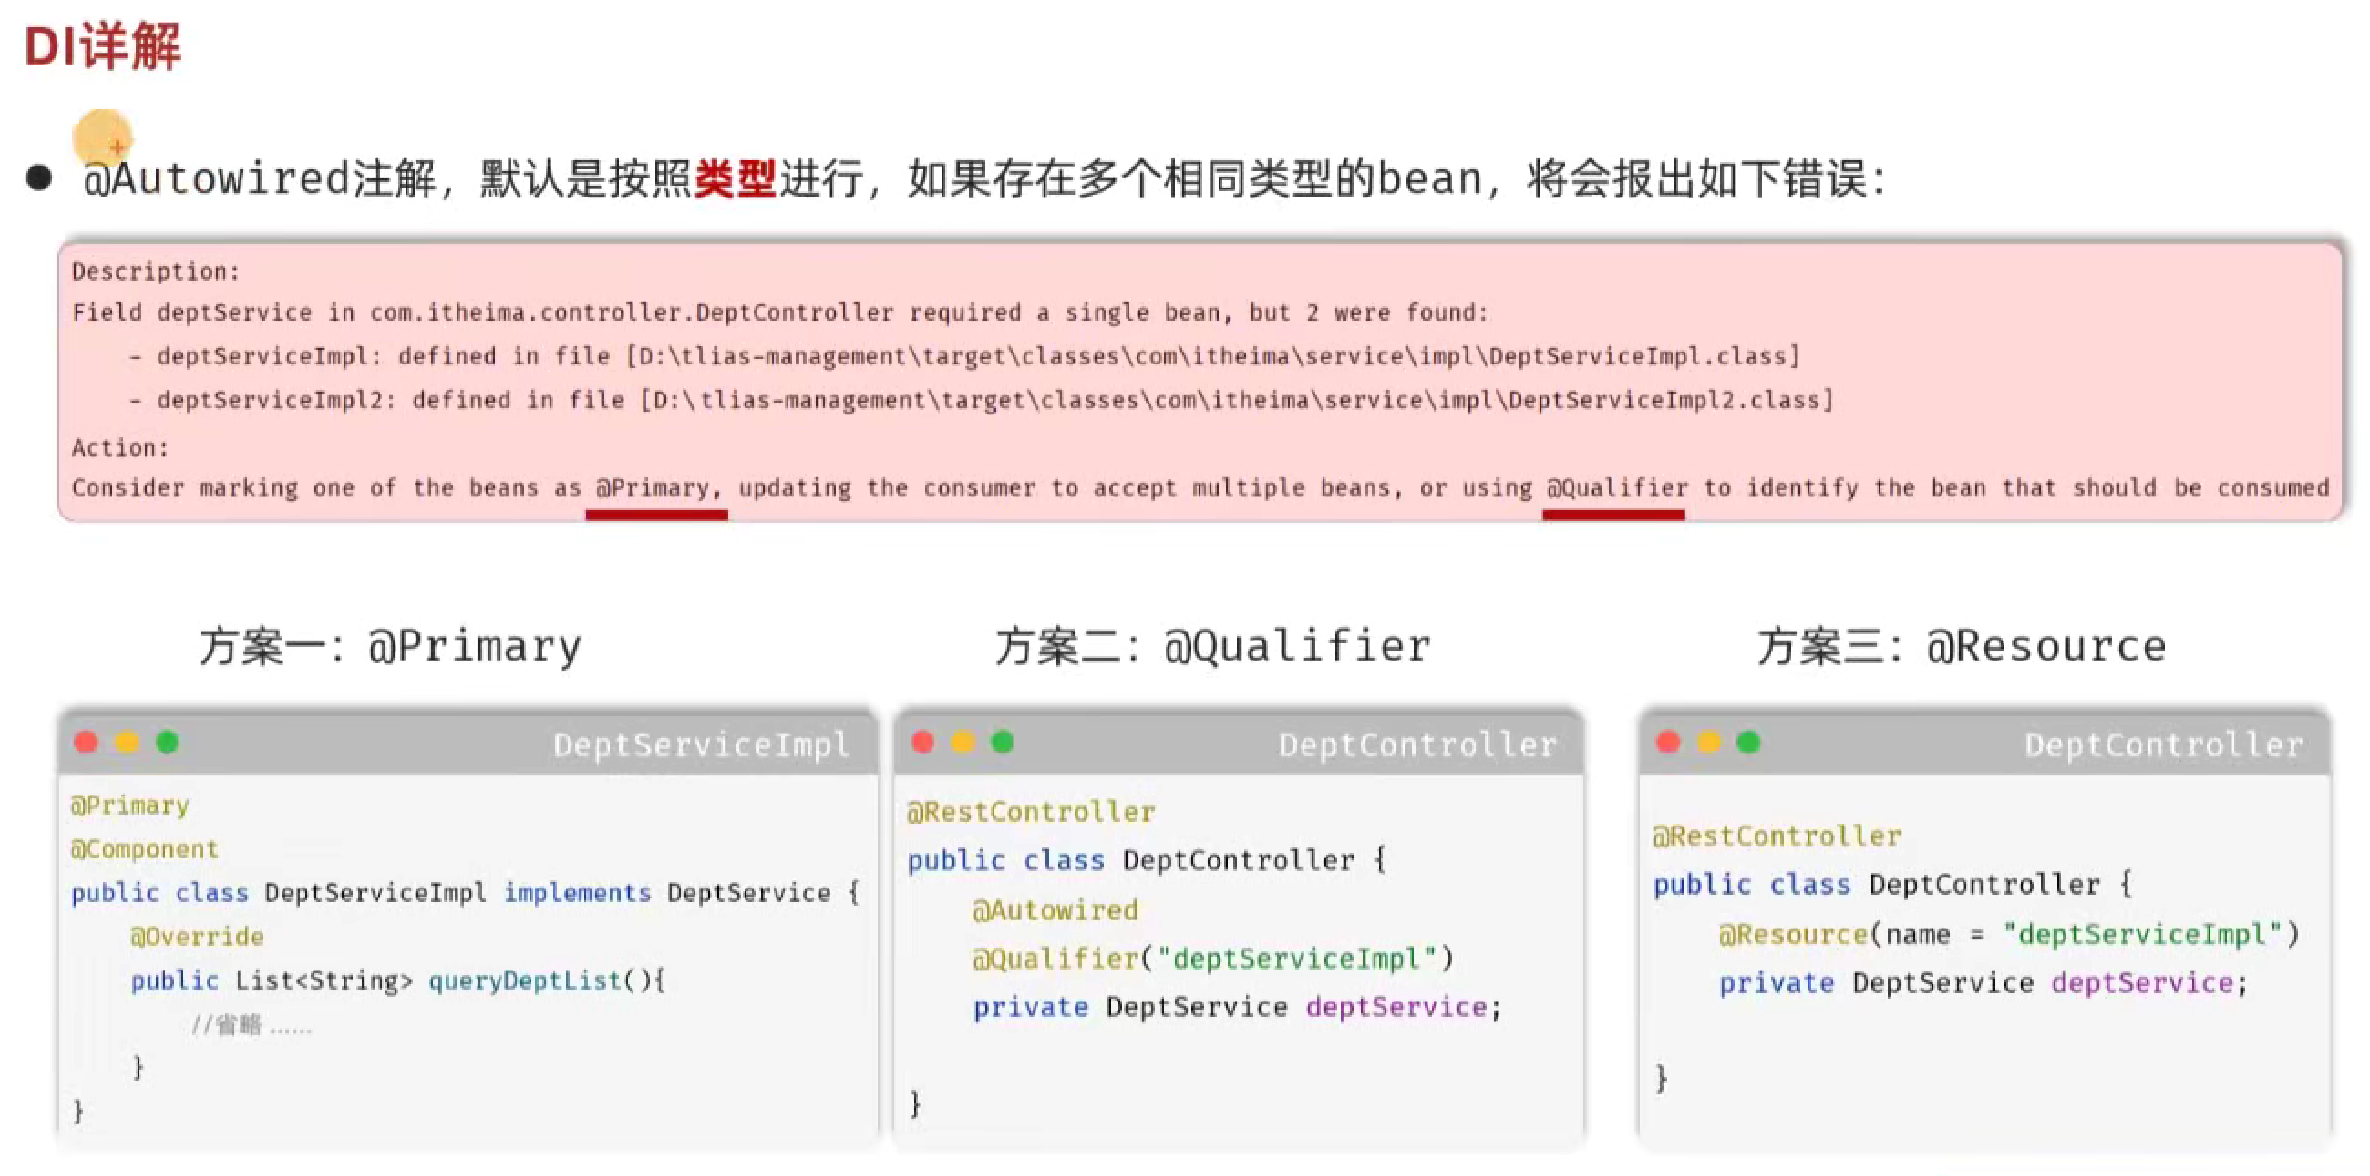 DI详解
● @Autowired注解，默认是按照类型进行，如果存在多个相同类型的bean，将会报出如下错误：
Description:
Field deptService in com.itheima.controller.DeptController required a single bean, but 2 were found:
- deptServiceImpl: defined in file [D:\tlias-management\target\classes\com\itheima\service\impl\DeptServiceImpl.class]
- deptServiceImpl2: defined in file [D:\tlias-management\target\classes\com\itheima\service\impl\DeptServiceImpl2.class]
Action:
Consider marking one of the beans as @Primary, updating the consumer to accept multiple beans, or using @Qualifier to identify the bean that should be consumed
方案一：@Primary
DeptServiceImpl
@Primary
@Component
public class DeptServiceImpl implements DeptService {
@Override
public List<String> queryDeptList(){
//省略 ......
}
}
方案二：@Qualifier
DeptController
@RestController
public class DeptController {
@Autowired
@Qualifier("deptServiceImpl")
private DeptService deptService;
}
方案三：@Resource
DeptController
@RestController
public class DeptController {
@Resource(name = "deptServiceImpl")
private DeptService deptService;
}